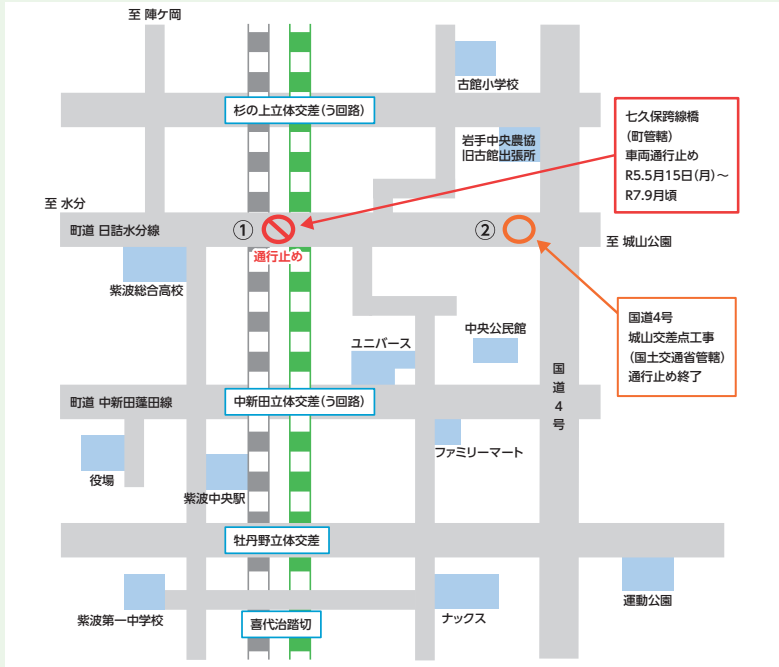 至 陣ケ岡
古館小学校
杉の上立体交差(う回路)
岩手中央農協
旧古館出張所
七久保跨線橋
(町管轄)
車両通行止め
R5.5月15日(月)～
R7.9月頃
至 水分
町道 日詰水分線
①
通行止め
②
至 城山公園
紫波総合高校
国道4号
城山交差点工事
(国土交通省管轄)
通行止め終了
中央公民館
ユニバース
国道4号
町道 中新田蓬田線
中新田立体交差(う回路)
ファミリーマート
役場
紫波中央駅
牡丹野立体交差
紫波第一中学校
喜代治踏切
ナックス
運動公園